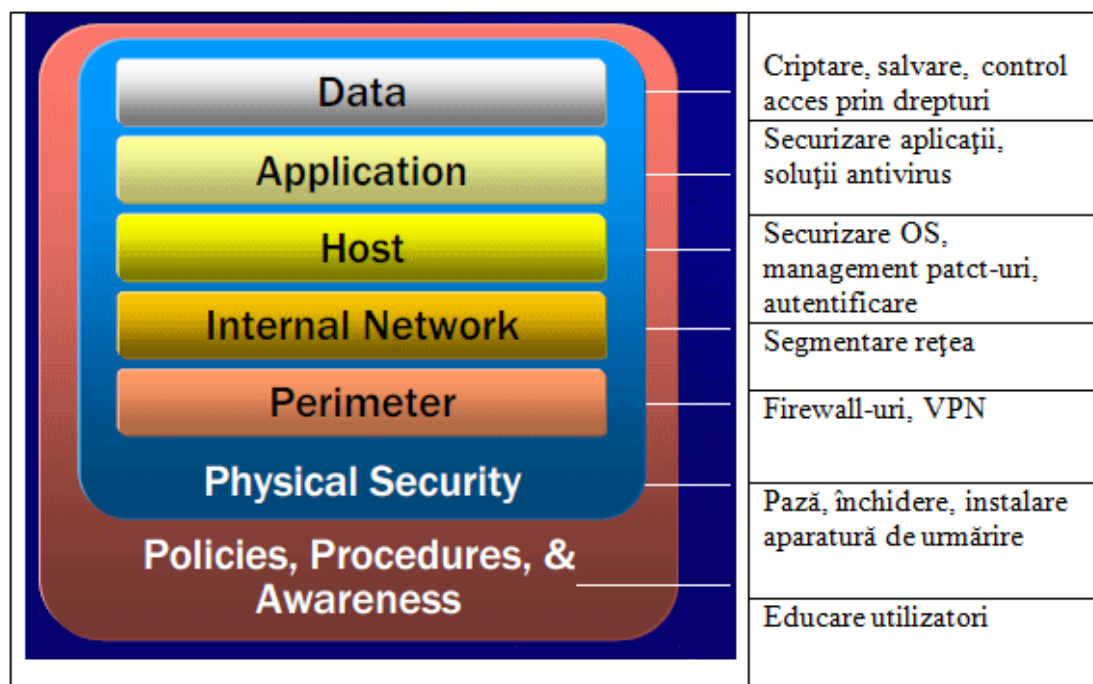 Data
Application
Host
Internal Network
Perimeter
Physical Security
Policies, Procedures, &
Awareness
Criptare, salvare, control
acces prin drepturi
Securizare aplicaţii,
soluţii antivirus
Securizare OS,
management patct-uri,
autentificare
Segmentare reţea
Firewall-uri, VPN
Pază, închidere, instalare
aparatură de urmărire
Educare utilizatori